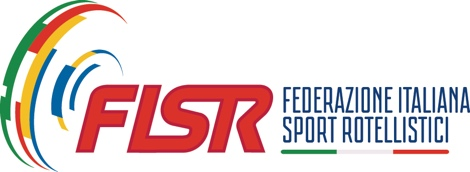 FISR
FEDERAZIONE ITALIANA
SPORT ROTELLISTICI